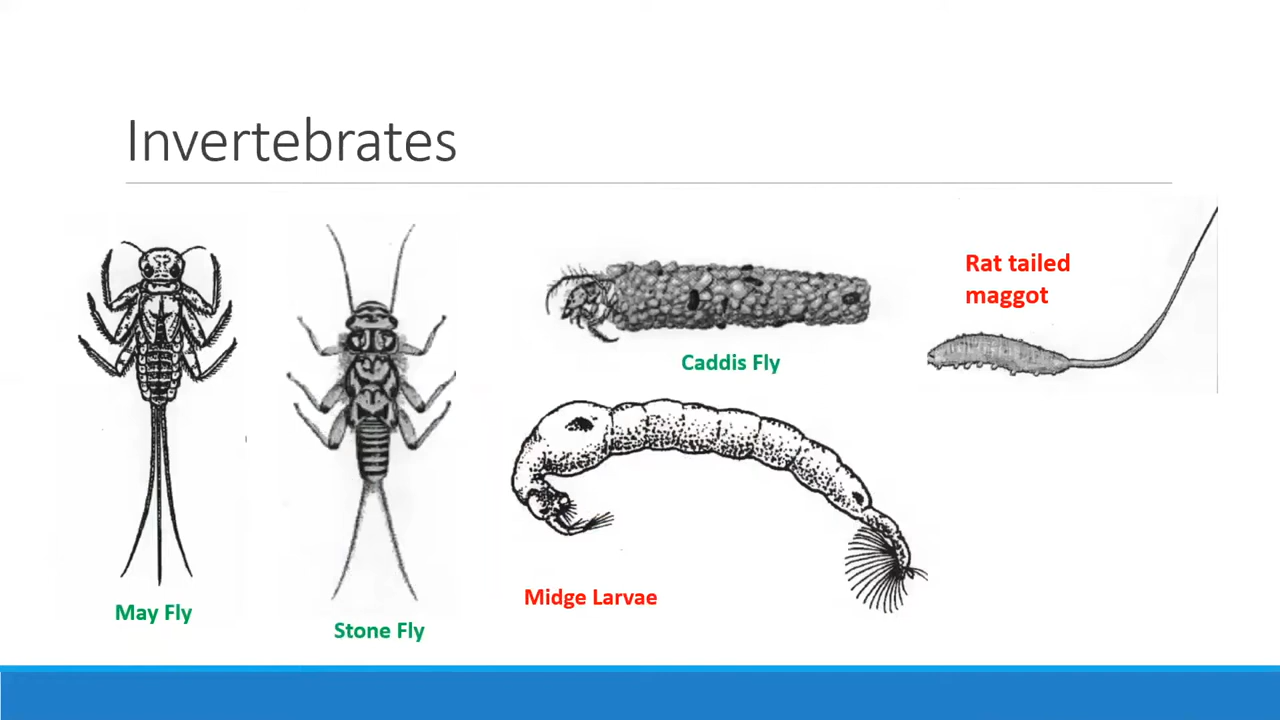 Invertebrates
May Fly
Stone Fly
Caddis Fly
Midge Larvae
Rat tailed
maggot